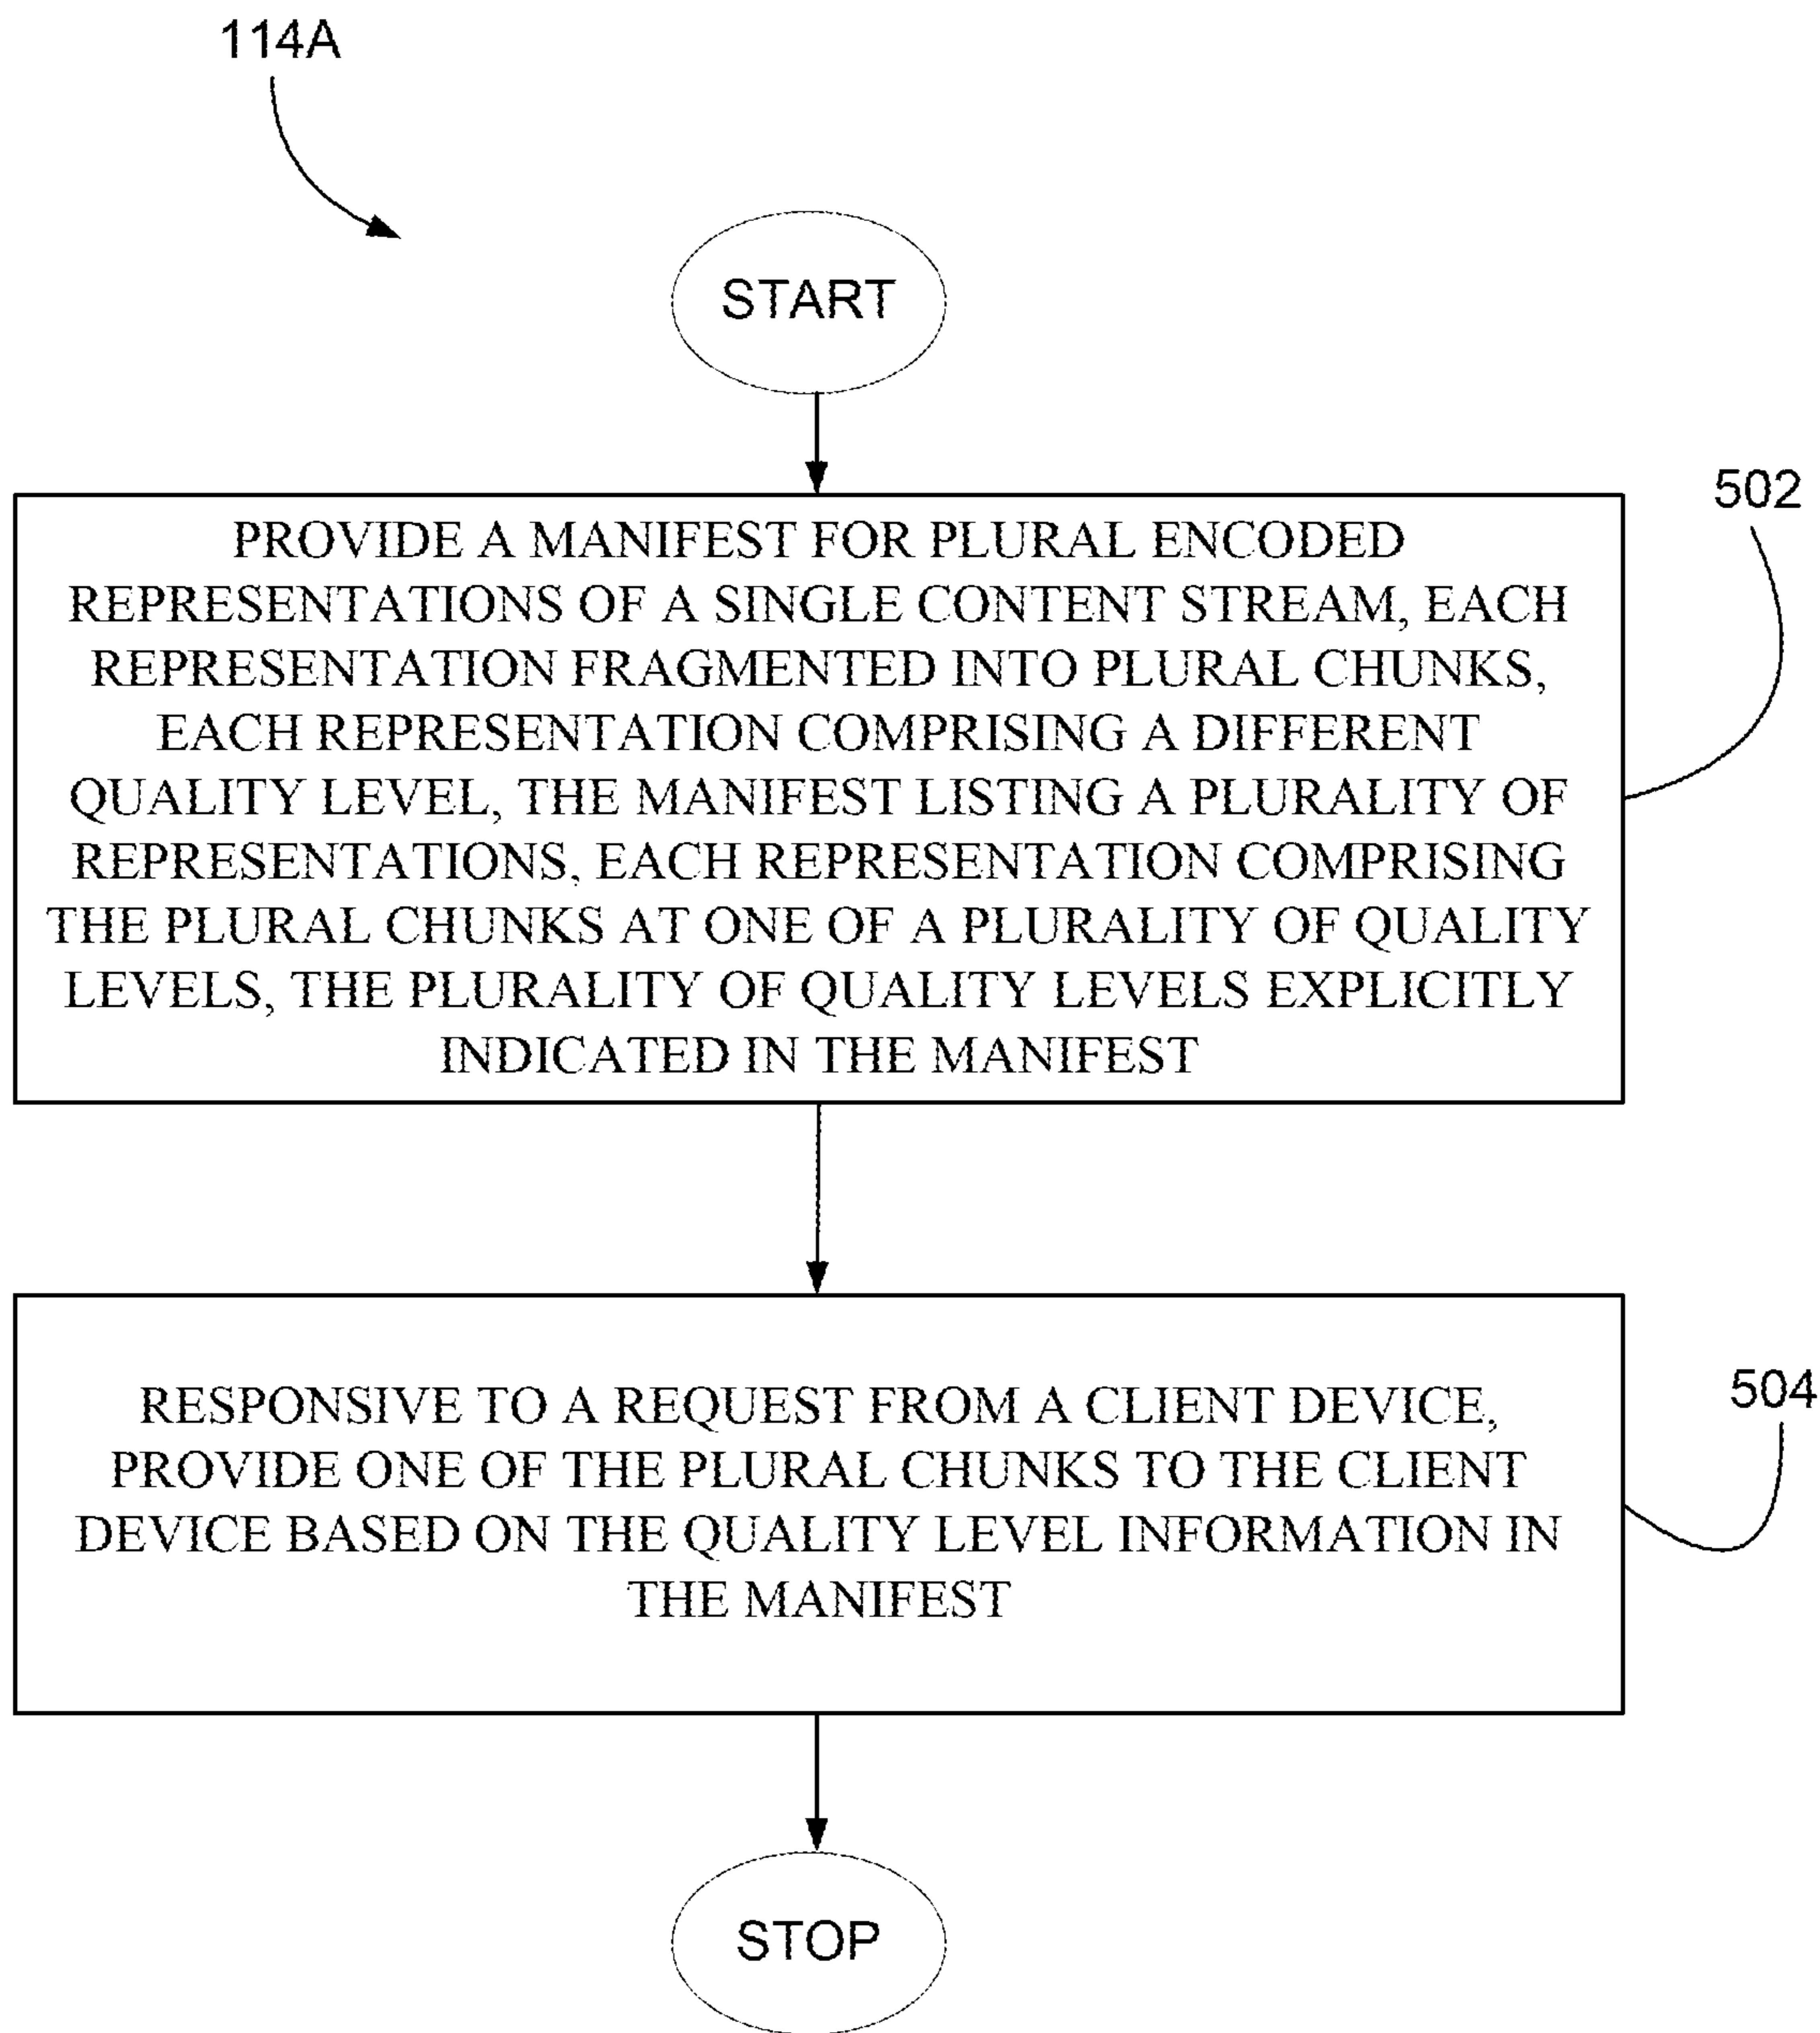 114A
START
502
PROVIDE A MANIFEST FOR PLURAL ENCODED
REPRESENTATIONS OF A SINGLE CONTENT STREAM, EACH
REPRESENTATION FRAGMENTED INTO PLURAL CHUNKS,
EACH REPRESENTATION COMPRISING A DIFFERENT
QUALITY LEVEL, THE MANIFEST LISTING A PLURALITY OF
REPRESENTATIONS, EACH REPRESENTATION COMPRISING
THE PLURAL CHUNKS AT ONE OF A PLURALITY OF QUALITY
LEVELS, THE PLURALITY OF QUALITY LEVELS EXPLICITLY
INDICATED IN THE MANIFEST
504
RESPONSIVE TO A REQUEST FROM A CLIENT DEVICE,
PROVIDE ONE OF THE PLURAL CHUNKS TO THE CLIENT
DEVICE BASED ON THE QUALITY LEVEL INFORMATION IN
THE MANIFEST
STOP